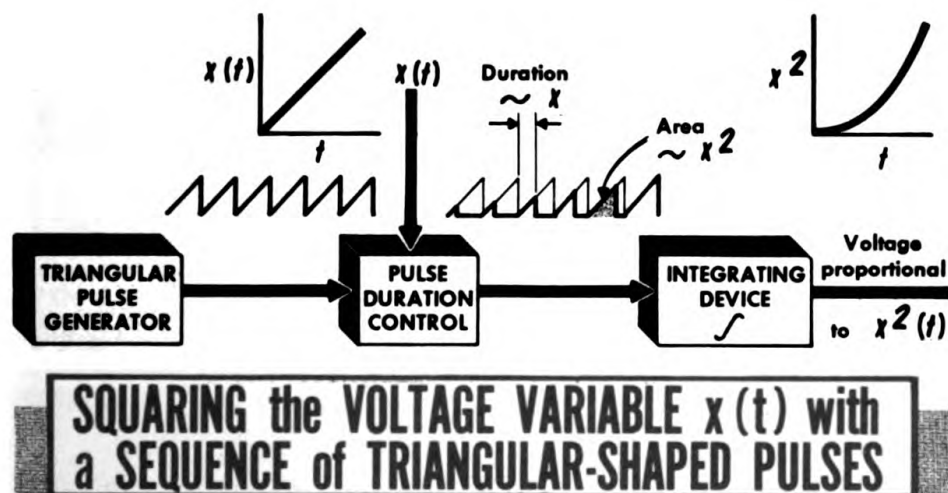 x(t)
t
x(t)
Duration
~ x
Area
~ x²
x²
t
TRIANGULAR
PULSE
GENERATOR
PULSE
DURATION
CONTROL
INTEGRATING
DEVICE
∫
Voltage
proportional
to x²(t)
SQUARING the VOLTAGE VARIABLE x(t) with
a SEQUENCE of TRIANGULAR-SHAPED PULSES